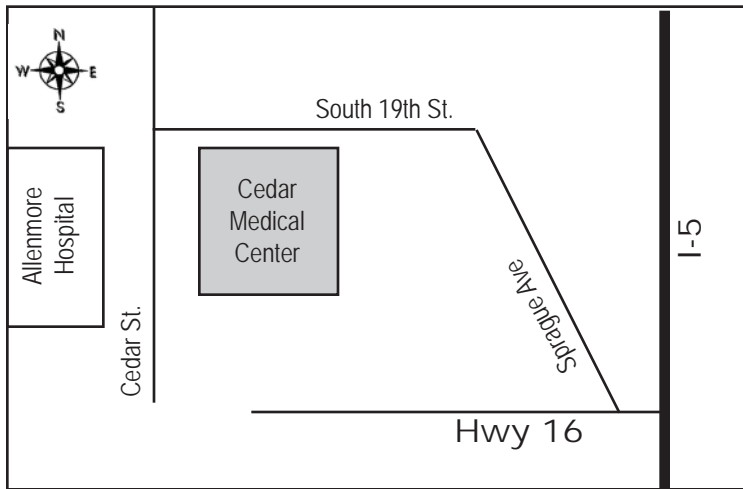 N
W E
S
South 19th St.
Allenmore
Hospital
Cedar
Medical
Center
Cedar St.
Sprague Ave
I-5
Hwy 16